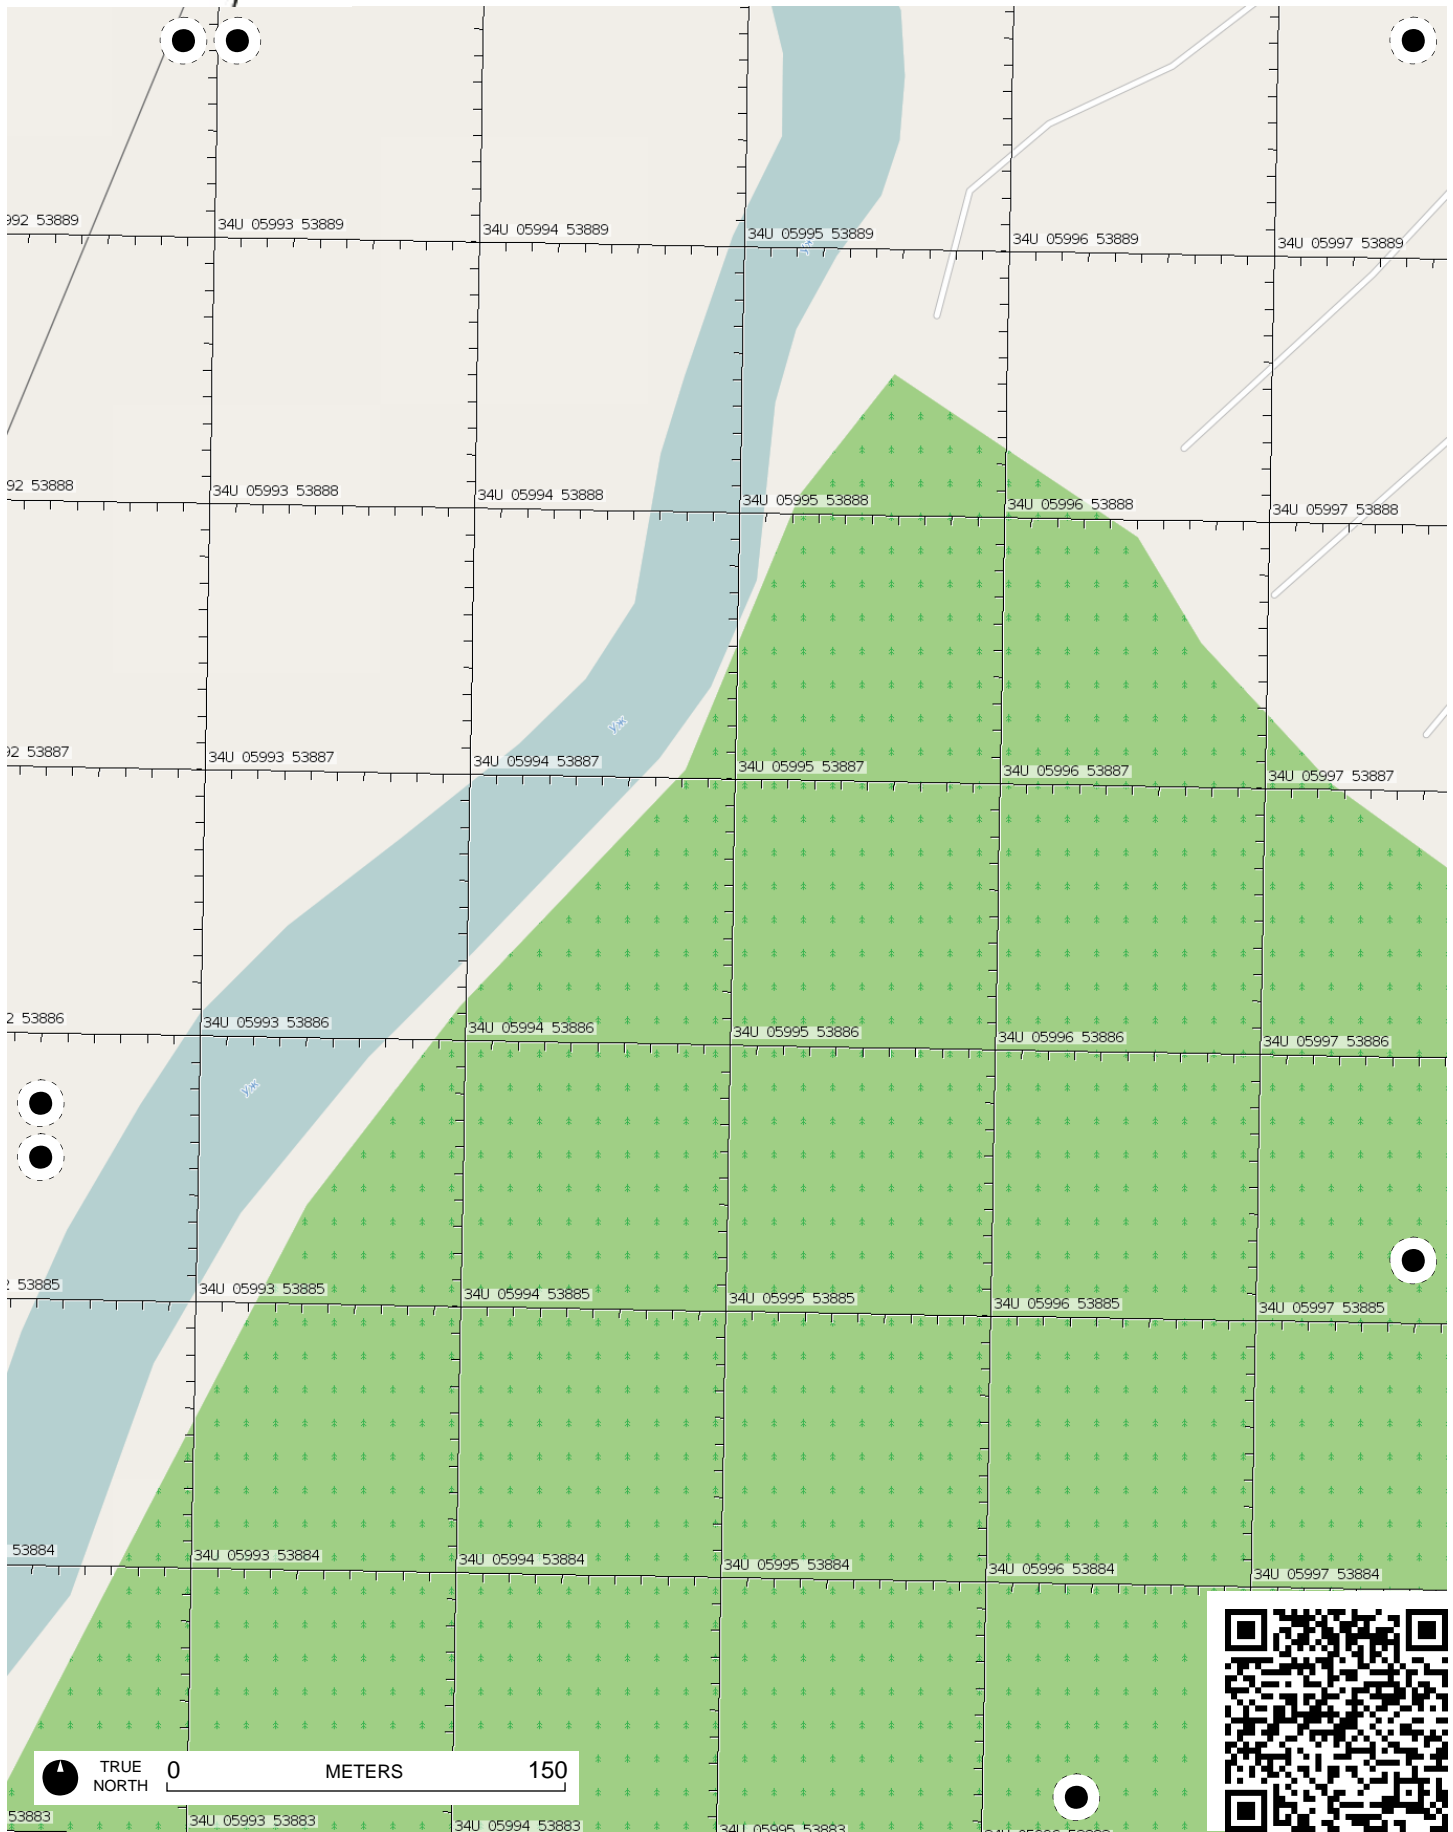 992 53889
34U 05993 53889
34U 05994 53889
34U 05995 53889
34U 05996 53889
34U 05997 53889
Уж
92 53888
34U 05993 53888
34U 05994 53888
34U 05995 53888
34U 05996 53888
34U 05997 53888
Уж
92 53887
34U 05993 53887
34U 05994 53887
34U 05995 53887
34U 05996 53887
34U 05997 53887
2 53886
34U 05993 53886
34U 05994 53886
34U 05995 53886
34U 05996 53886
34U 05997 53886
Уж
2 53885
34U 05993 53885
34U 05994 53885
34U 05995 53885
34U 05996 53885
34U 05997 53885
53884
34U 05993 53884
34U 05994 53884
34U 05995 53884
34U 05996 53884
34U 05997 53884
TRUE
NORTH
0 METERS 150
53883
34U 05993 53883
34U 05994 53883
34U 05995 53883